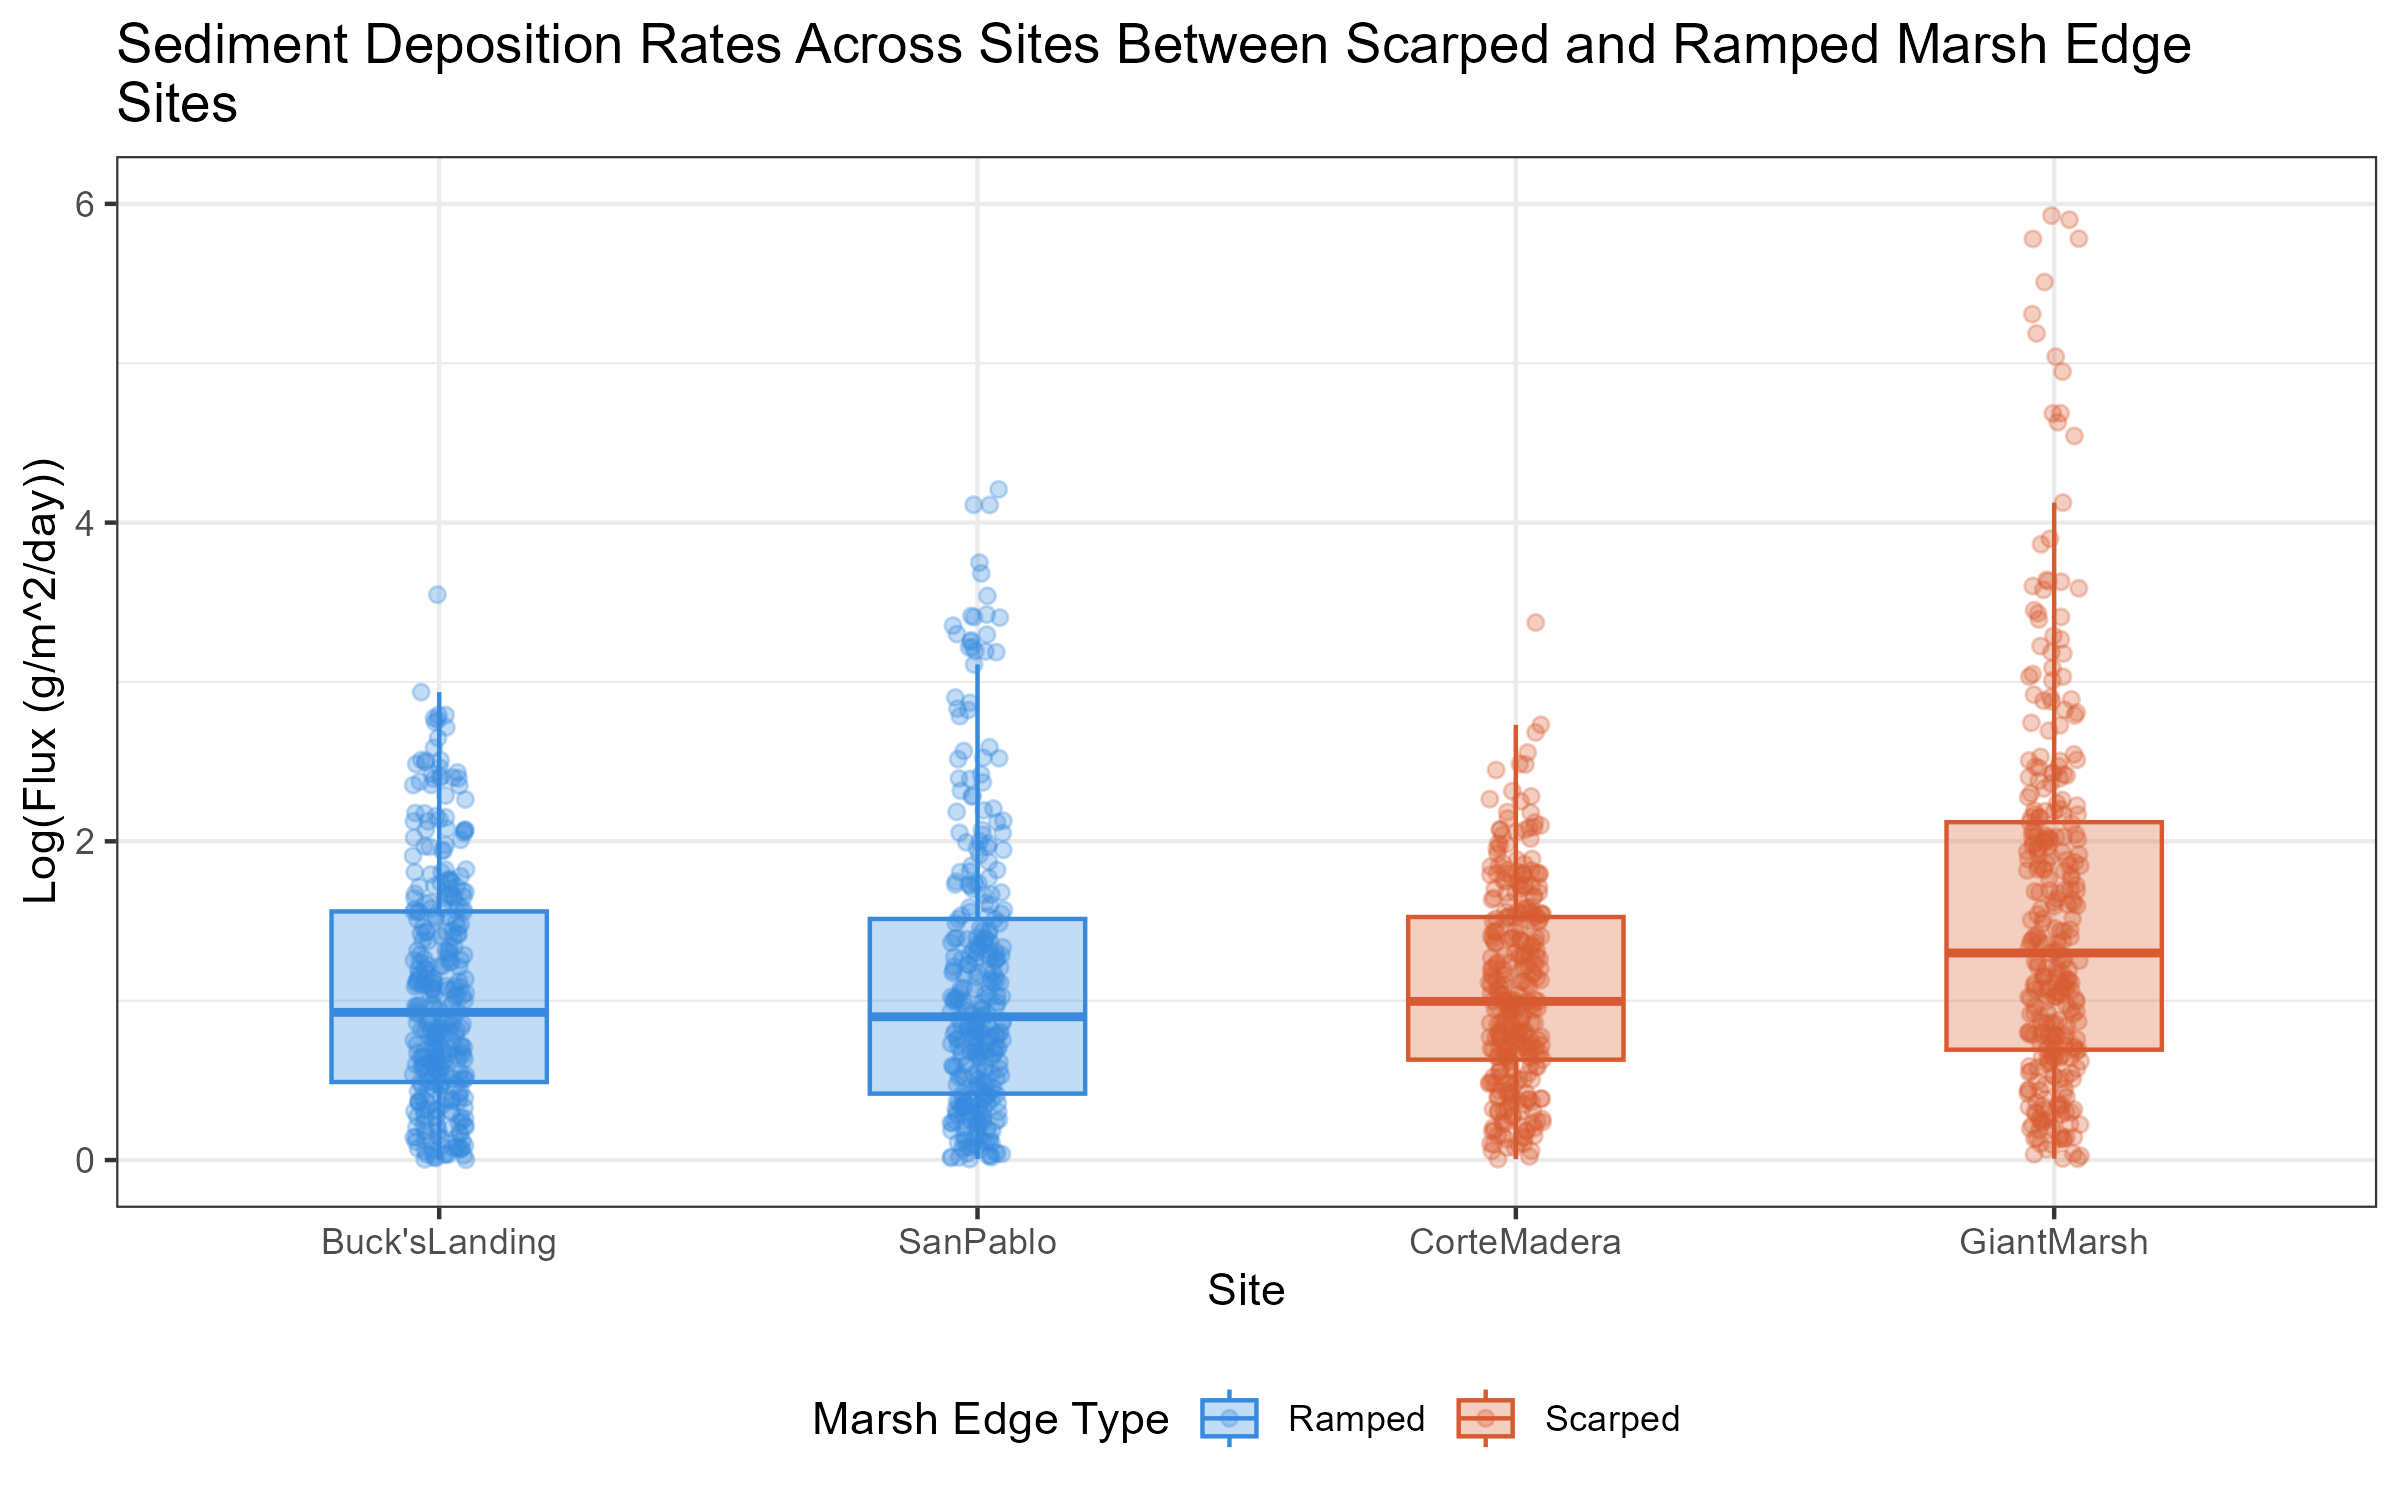 Sediment Deposition Rates Across Sites Between Scarped and Ramped Marsh Edge
Sites
Log(Flux (g/m^2/day))
6
4
2
0
Buck'sLanding
SanPablo
CorteMadera
GiantMarsh
Site
Marsh Edge Type
Ramped
Scarped